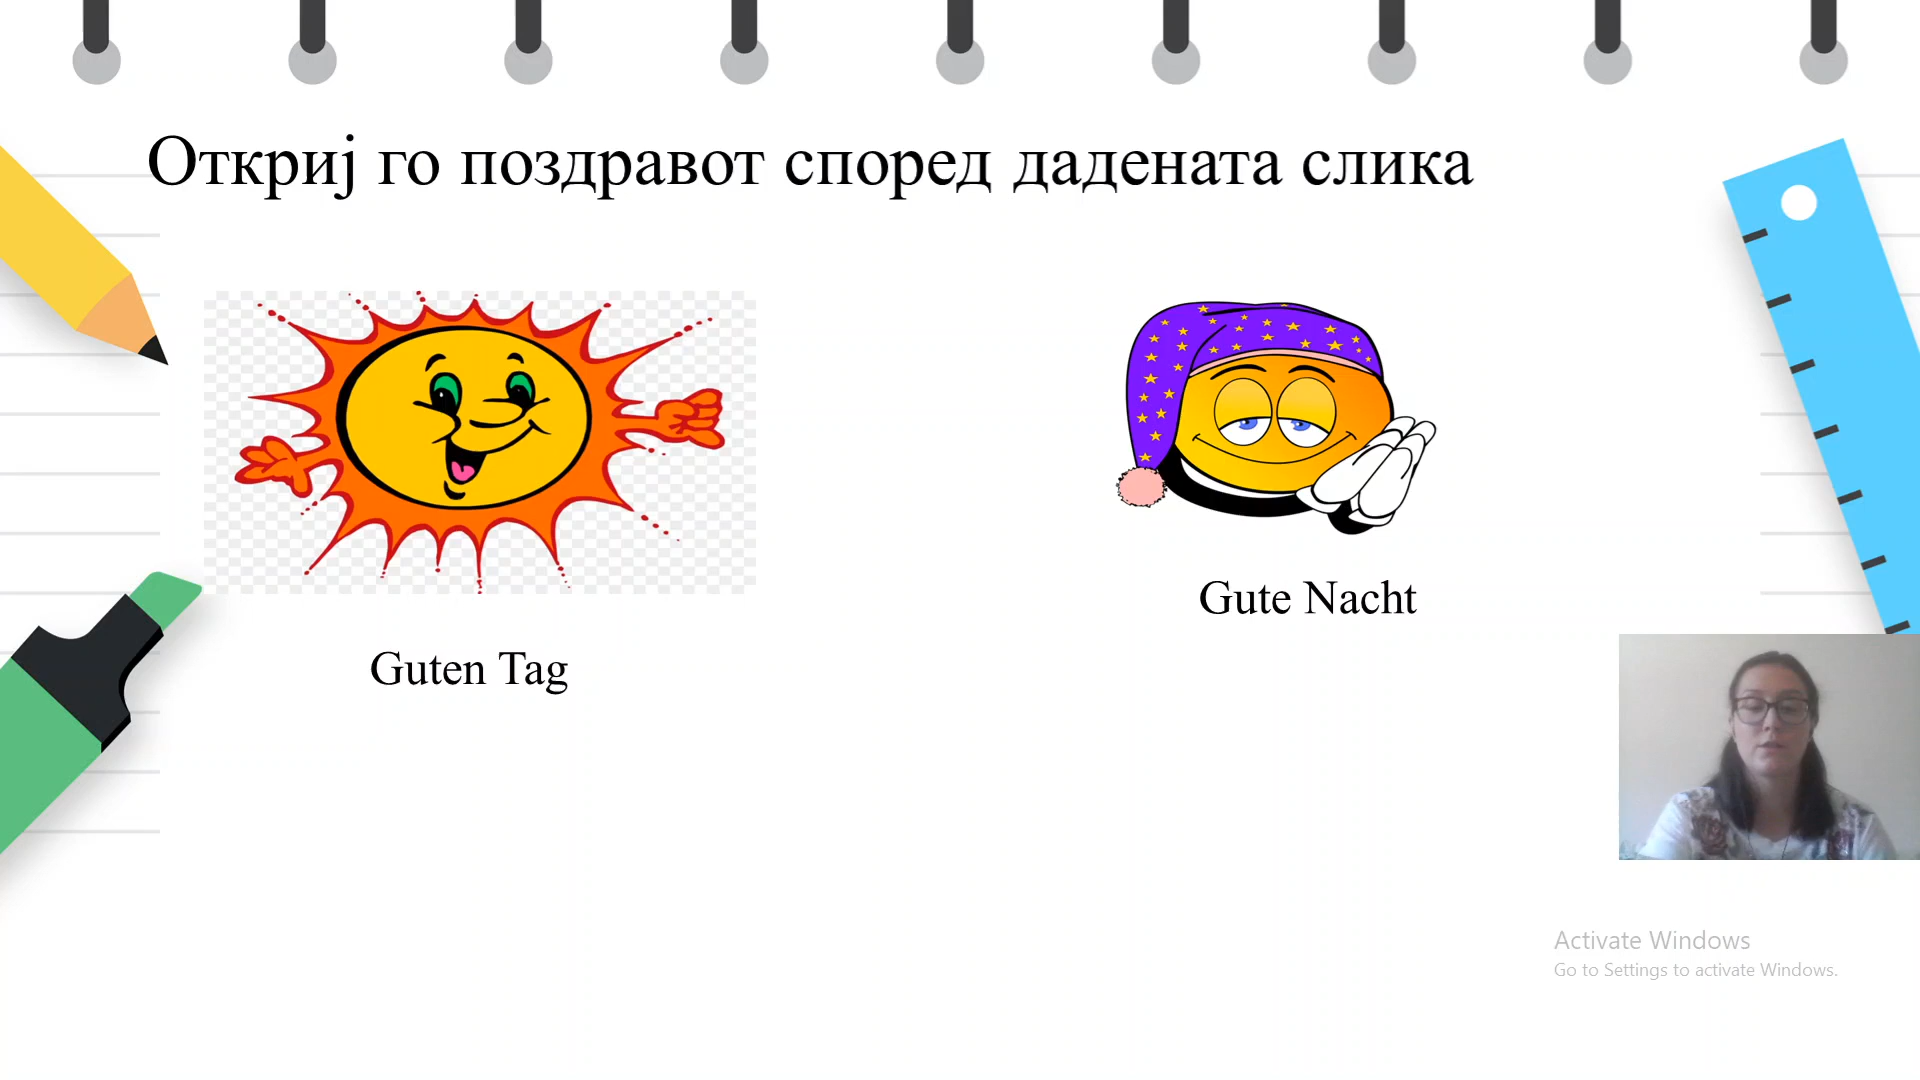 Откриј го поздравот според дадената слика
Gute Nacht
Guten Tag
Activate Windows
Go to Settings to activate Windows.